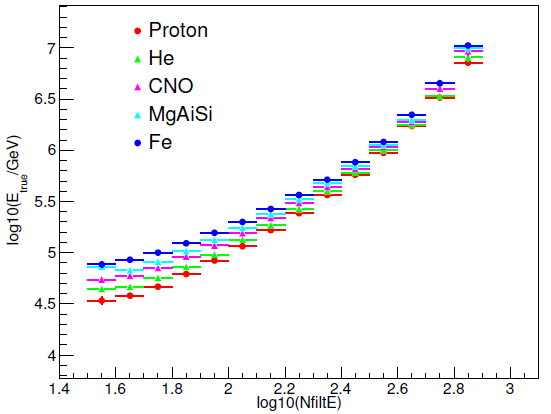 Proton
He
CNO
MgAiSi
Fe
log10(E_true/GeV)
7
6.5
6
5.5
5
4.5
4
1.4 1.6 1.8 2 2.2 2.4 2.6 2.8 3
log10(NfiltE)